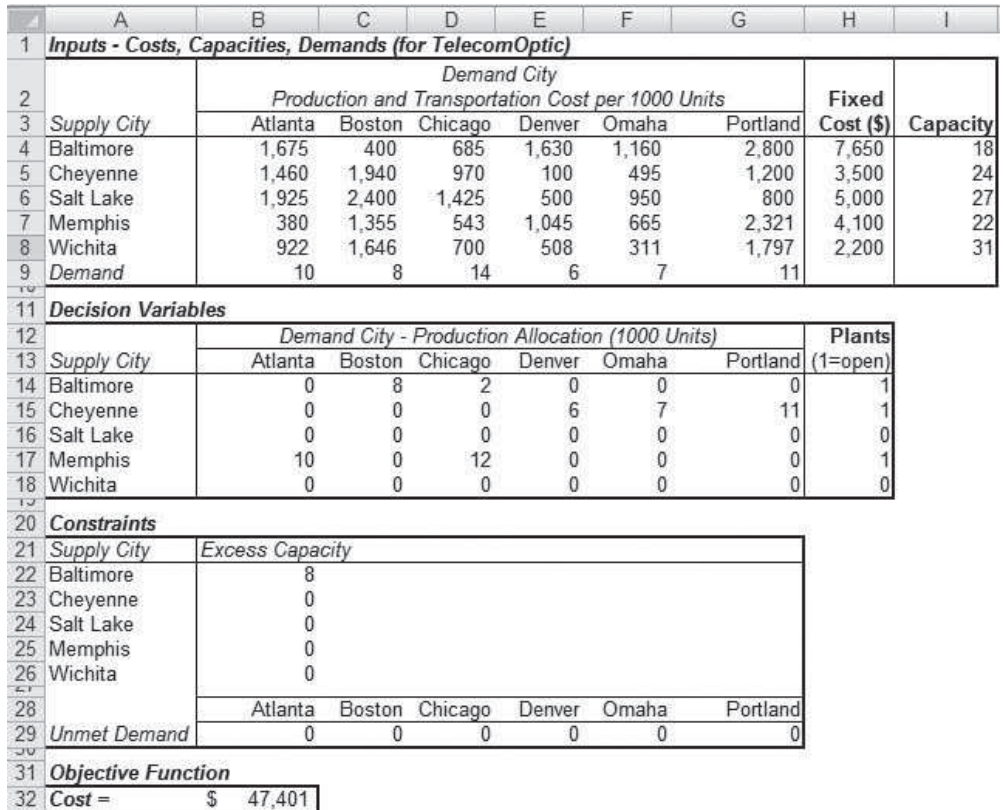 A B C D E F G H I
1 Inputs - Costs, Capacities, Demands (for TelecomOptic)
Demand City
2 Production and Transportation Cost per 1000 Units Fixed
3 Supply City Atlanta Boston Chicago Denver Omaha Portland Cost ($) Capacity
4 Baltimore 1,675 400 685 1,630 1,160 2,800 7,650 18
5 Cheyenne 1,460 1,940 970 100 495 1,200 3,500 24
6 Salt Lake 1,925 2,400 1,425 500 950 800 5,000 27
7 Memphis 380 1,355 543 1,045 665 2,321 4,100 22
8 Wichita 922 1,646 700 508 311 1,797 2,200 31
9 Demand 10 8 14 6 7 11
11 Decision Variables
12 Demand City - Production Allocation (1000 Units) Plants
13 Supply City Atlanta Boston Chicago Denver Omaha Portland (1=open)
14 Baltimore 0 8 2 0 0 0 1
15 Cheyenne 0 0 0 6 7 11 1
16 Salt Lake 0 0 0 0 0 0 0
17 Memphis 10 0 12 0 0 0 1
18 Wichita 0 0 0 0 0 0 0
20 Constraints
21 Supply City Excess Capacity
22 Baltimore 8
23 Cheyenne 0
24 Salt Lake 0
25 Memphis 0
26 Wichita 0
28 Atlanta Boston Chicago Denver Omaha Portland
29 Unmet Demand 0 0 0 0 0 0
31 Objective Function
32 Cost = $ 47,401